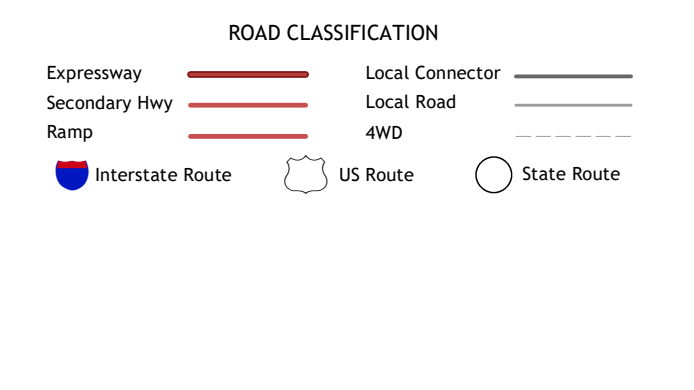 ROAD CLASSIFICATION
Expressway
Secondary Hwy
Ramp
Local Connector
Local Road
4WD
Interstate Route
US Route
State Route